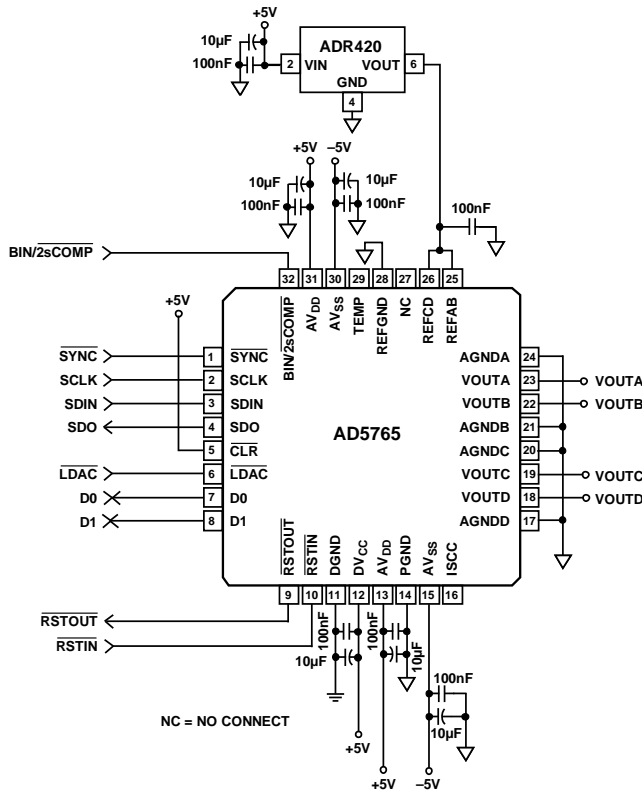 +5V
10µF
100nF
ADR420
2 VIN VOUT 6
GND
4
+5V
–5V
10µF
10µF
100nF
100nF
100nF
BIN/2sCOMP
32 31 30 29 28 27 26 25
BIN/2sCOMP
AVDD
AVSS
TEMP
REFGND
NC
REFCD
REFAB
+5V
SYNC 1 SYNC
SCLK 2 SCLK
SDIN 3 SDIN
SDO 4 SDO
5 CLR
LDAC 6 LDAC
D0 7 D0
D1 8 D1
AD5765
AGNDA 24
VOUTA 23 VOUTA
VOUTB 22 VOUTB
AGNDB 21
AGNDC 20
VOUTC 19 VOUTC
VOUTD 18 VOUTD
AGNDD 17
RSTOUT
RSTIN
DGND
DVCC
AVDD
PGND
AVSS
ISCC
9 10 11 12 13 14 15 16
RSTOUT
RSTIN
100nF
10µF
100nF
10µF
100nF
10µF
NC = NO CONNECT
+5V
+5V
–5V